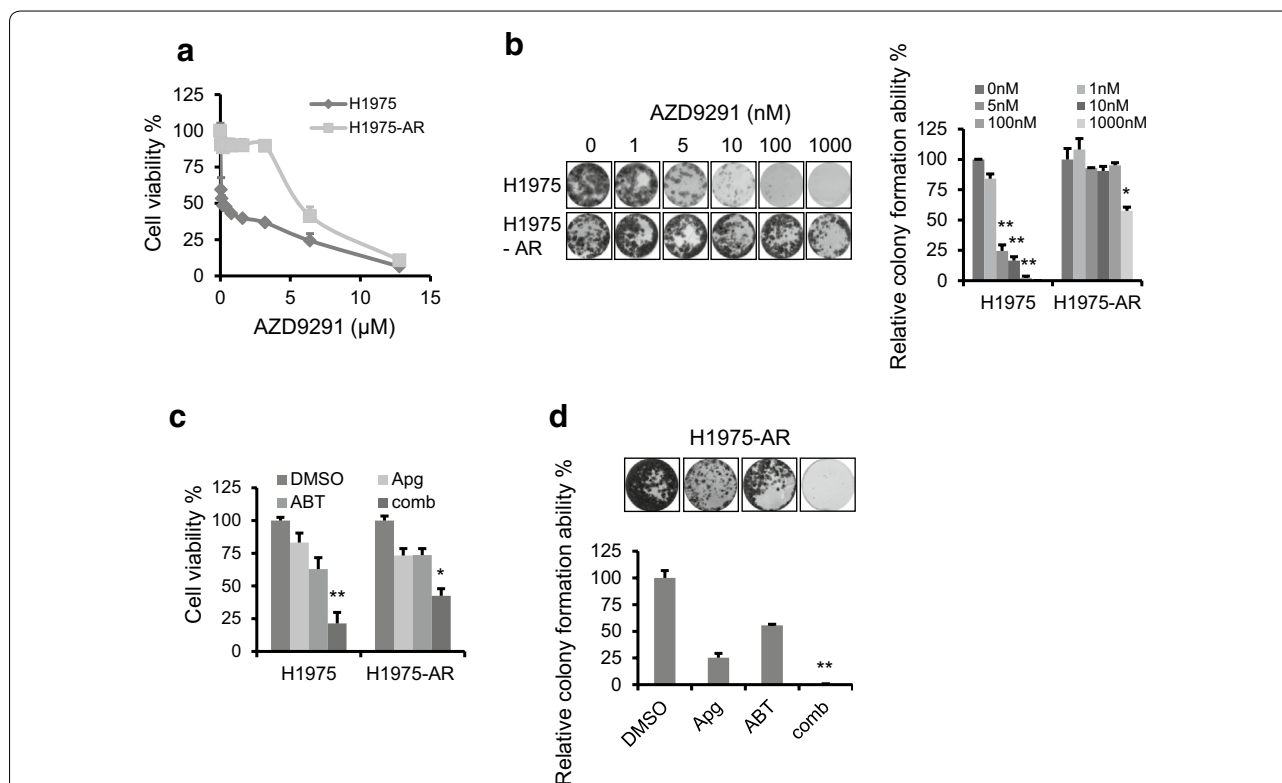 a
125
100
75
50
25
0
Cell viability %
H1975
H1975-AR
0 5 10 15
AZD9291 (µM)
b
AZD9291 (nM)
0 1 5 10 100 1000
H1975
H1975
- AR
Relative colony formation ability %
0nM 1nM
5nM 10nM
100nM 1000nM
125
100
75
50
25
0
** ** **
*
H1975 H1975-AR
c
Cell viability %
DMSO Apg
ABT comb
125
100
75
50
25
0
**
*
H1975 H1975-AR
d
H1975-AR
Relative colony formation ability %
125
100
75
50
25
0
**
DMSO Apg ABT comb